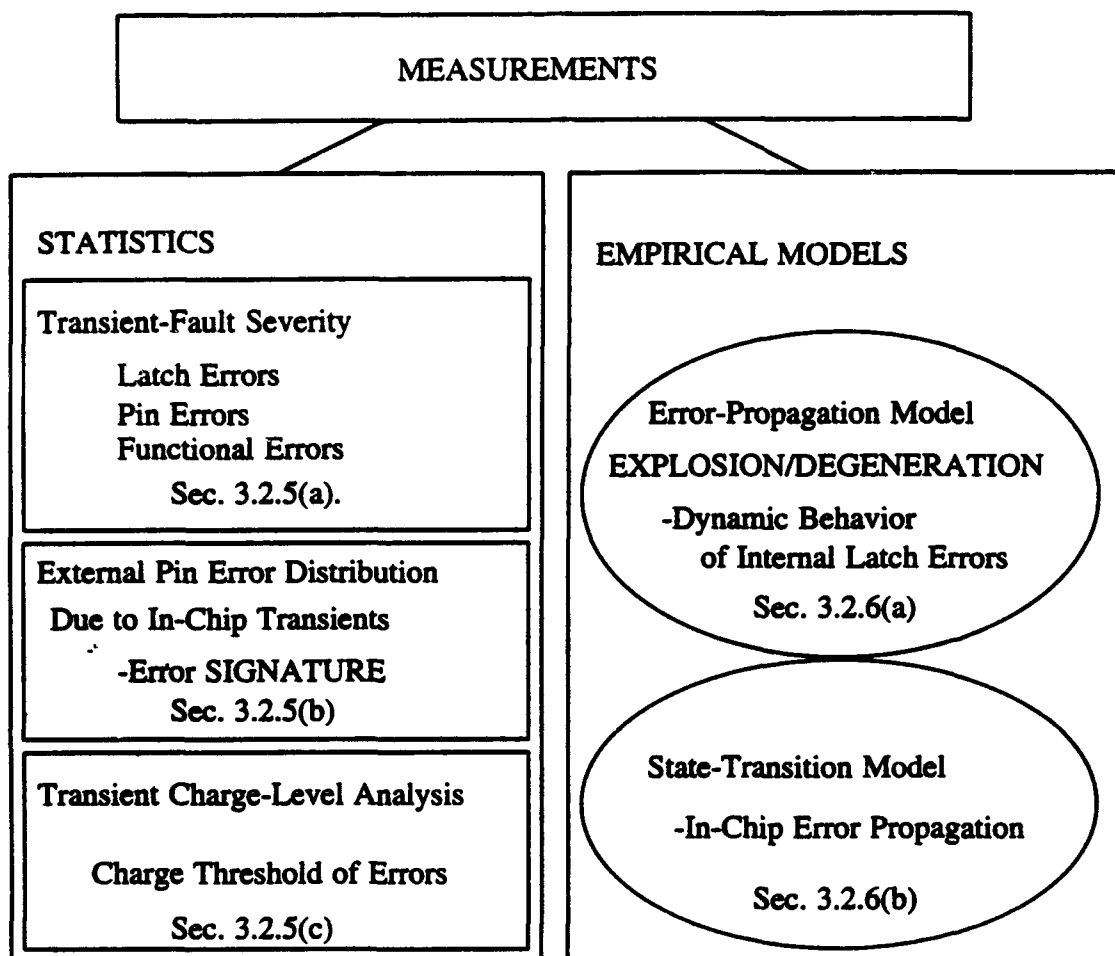 MEASUREMENTS
STATISTICS
Transient-Fault Severity
Latch Errors
Pin Errors
Functional Errors
Sec. 3.2.5(a).
External Pin Error Distribution
Due to In-Chip Transients
-Error SIGNATURE
Sec. 3.2.5(b)
Transient Charge-Level Analysis
Charge Threshold of Errors
Sec. 3.2.5(c)
EMPIRICAL MODELS
Error-Propagation Model
EXPLOSION/DEGENERATION
-Dynamic Behavior
of Internal Latch Errors
Sec. 3.2.6(a)
State-Transition Model
-In-Chip Error Propagation
Sec. 3.2.6(b)